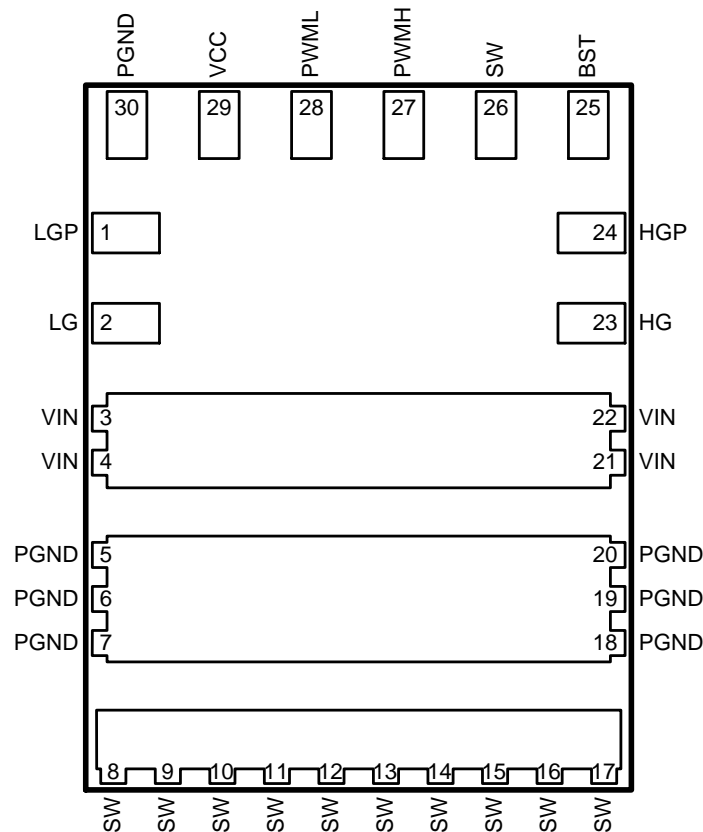 PGND VCC PWML PWMH SW BST
30 29 28 27 26 25
LGP 1 24 HGP
LG 2 23 HG
VIN 3 22 VIN
VIN 4 21 VIN
PGND 5 20 PGND
PGND 6 19 PGND
PGND 7 18 PGND
8 9 10 11 12 13 14 15 16 17
SW SW SW SW SW SW SW SW SW SW